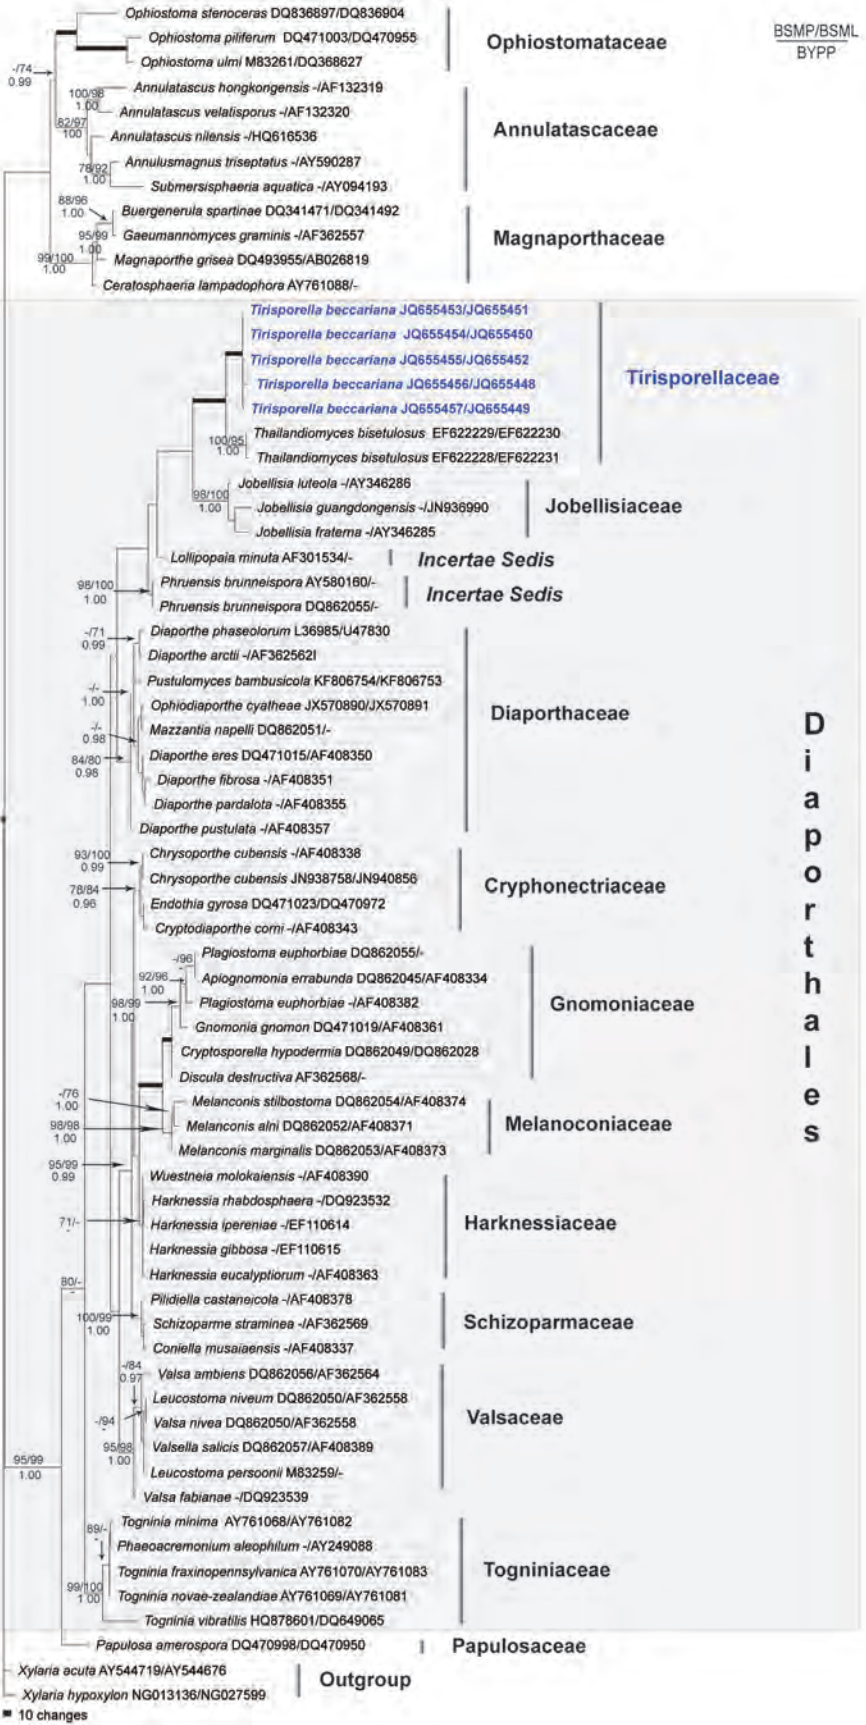 Ophiostoma stenoceras DQ836897/DQ836904
Ophiostoma piliferum DQ471003/DQ470955
Ophiostoma ulmi M83261/DQ368627
Ophiostomataceae
BSMP/BSML
BYPP
-/74
0.99
Annulatascus hongkongensis -/AF132319
100/98
1.00
Annulatascus velatisporus -/AF132320
82/97
100
Annulatascus nilensis -/HQ616536
Annulusmagnus triseptatus -/AY590287
78/92
1.00
Submersisphaeria aquatica -/AY094193
Annulatascaceae
88/96
1.00
Buergenerula spartinae DQ341471/DQ341492
Gaeumannomyces graminis -/AF362557
95/99
1.00
Magnaporthe grisea DQ493955/AB026819
99/100
1.00
Ceratosphaeria lampadophora AY761088/-
Magnaporthaceae
Tirisporella beccariana JQ655453/JQ655451
Tirisporella beccariana JQ655454/JQ655450
Tirisporella beccariana JQ655455/JQ655452
Tirisporella beccariana JQ655456/JQ655448
Tirisporella beccariana JQ655457/JQ655449
Thailandiomyces bisetulosus EF622229/EF622230
100/95
1.00
Thailandiomyces bisetulosus EF622228/EF622231
Tirisporellaceae
Jobellisia luteola -/AY346286
98/100
1.00
Jobellisia guangdongensis -/JN936990
Jobellisia fraterna -/AY346285
Jobellisiaceae
Lollipopaia minuta AF301534/-
Incertae Sedis
98/100
1.00
Phruensis brunneispora AY580160/-
Phruensis brunneispora DQ862055/-
Incertae Sedis
-/71
0.99
Diaporthe phaseolorum L36985/U47830
Diaporthe arctii -/AF362562I
Pustulomyces bambusicola KF806754/KF806753
-/-
1.00
Ophiodiaporthe cyatheae JX570890/JX570891
Mazzantia napelli DQ862051/-
-/-
0.98
Diaporthe eres DQ471015/AF408350
84/80
0.98
Diaporthe fibrosa -/AF408351
Diaporthe pardalota -/AF408355
Diaporthe pustulata -/AF408357
Diaporthaceae
Diaporthales
93/100
0.99
Chrysoporthe cubensis -/AF408338
Chrysoporthe cubensis JN938758/JN940856
78/84
0.96
Endothia gyrosa DQ471023/DQ470972
Cryptodiaporthe corni -/AF408343
Cryphonectriaceae
Plagiostoma euphorbiae DQ862055/-
-/96
Apiognomonia errabunda DQ862045/AF408334
92/96
1.00
Plagiostoma euphorbiae -/AF408382
98/99
1.00
Gnomonia gnomon DQ471019/AF408361
Cryptosporella hypodermia DQ862049/DQ862028
Discula destructiva AF362568/-
Gnomoniaceae
-/76
1.00
Melanconis stilbostoma DQ862054/AF408374
Melanconis alni DQ862052/AF408371
98/98
1.00
Melanconis marginalis DQ862053/AF408373
Melanoconiaceae
95/99
0.99
Wuestneia molokaiensis -/AF408390
Harknessia rhabdosphaera -/DQ923532
71/-
-
Harknessia ipereniae -/EF110614
Harknessia gibbosa -/EF110615
Harknessia eucalyptiorum -/AF408363
Harknessiaceae
80/-
-
Pilidiella castaneicola -/AF408378
100/99
1.00
Schizoparme straminea -/AF362569
Coniella musaiaensis -/AF408337
Schizoparmaceae
-/84
0.97
Valsa ambiens DQ862056/AF362564
Leucostoma niveum DQ862050/AF362558
-/94
-
Valsa nivea DQ862050/AF362558
95/98
1.00
Valsella salicis DQ862057/AF408389
Leucostoma persoonii M83259/-
Valsa fabianae -/DQ923539
Valsaceae
95/99
1.00
Togninia minima AY761068/AY761082
89/-
-
Phaeoacremonium aleophilum -/AY249088
Togninia fraxinopennsylvanica AY761070/AY761083
99/100
1.00
Togninia novae-zealandiae AY761069/AY761081
Togninia vibratilis HQ878601/DQ649065
Togniniaceae
Papulosa amerospora DQ470998/DQ470950
Papulosaceae
Xylaria acuta AY544719/AY544676
Xylaria hypoxylon NG013136/NG027599
Outgroup
10 changes